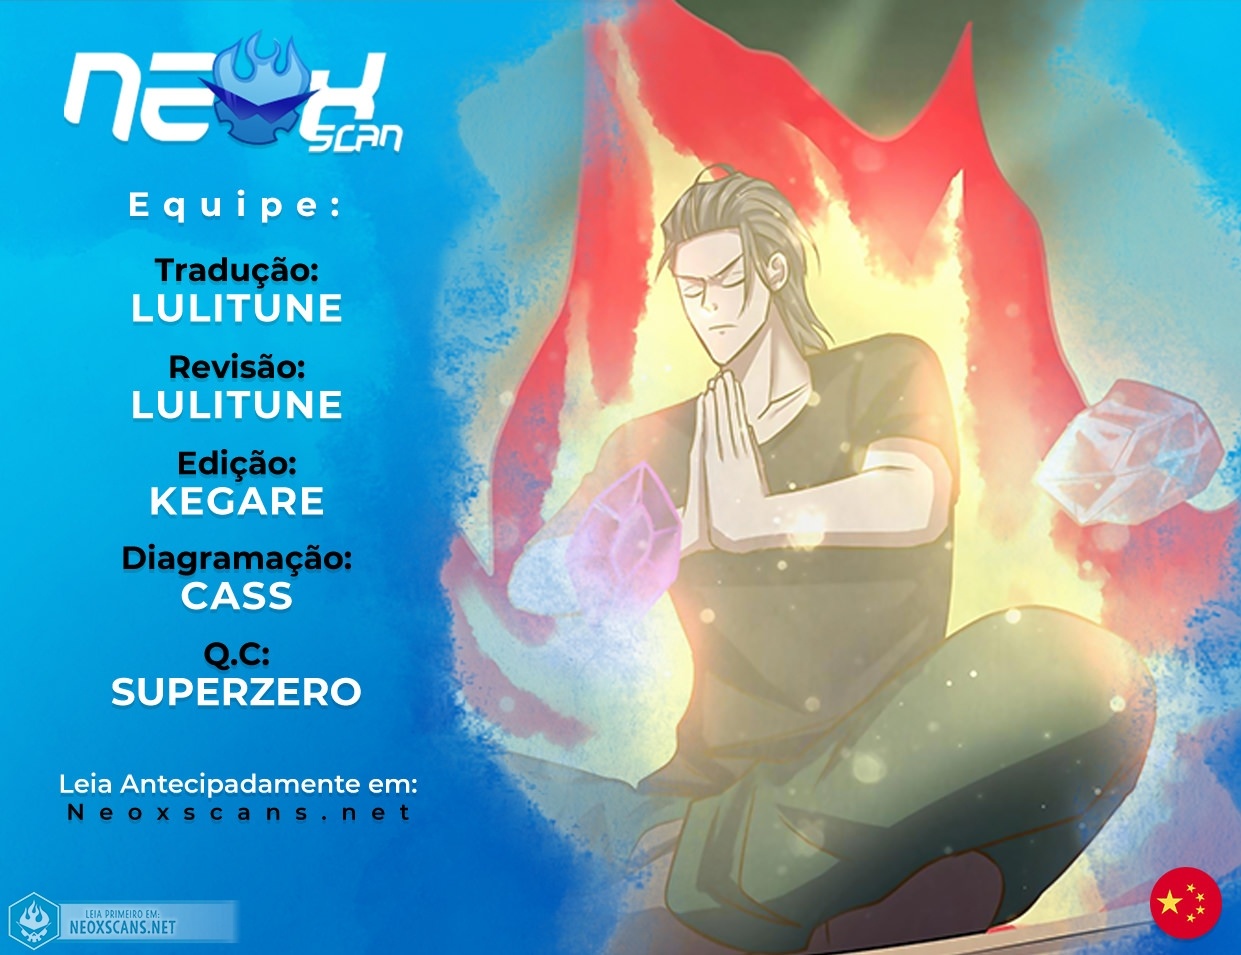 NEOX
SCAN
Equipe:
Tradução:
LULITUNE
Revisão:
LULITUNE
Edição:
KEGARE
Diagramação:
CASS
Q.C:
SUPERZERO
Leia Antecipadamente em:
Neoxscans.net
LEIA PRIMEIRO EM:
NEOXSCANS.NET